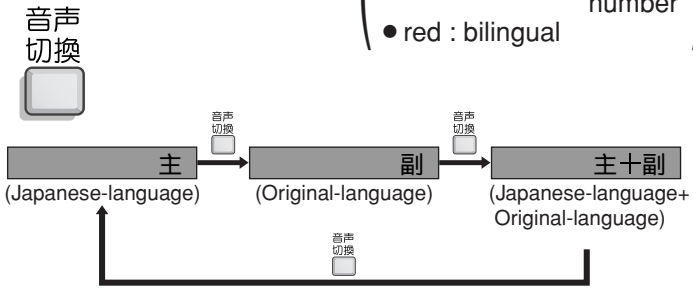 number
● red : bilingual
音声
切換
音声
切換
音声
切換
主
副
主＋副
(Japanese-language)
(Original-language)
(Japanese-language+
Original-language)
音声
切換